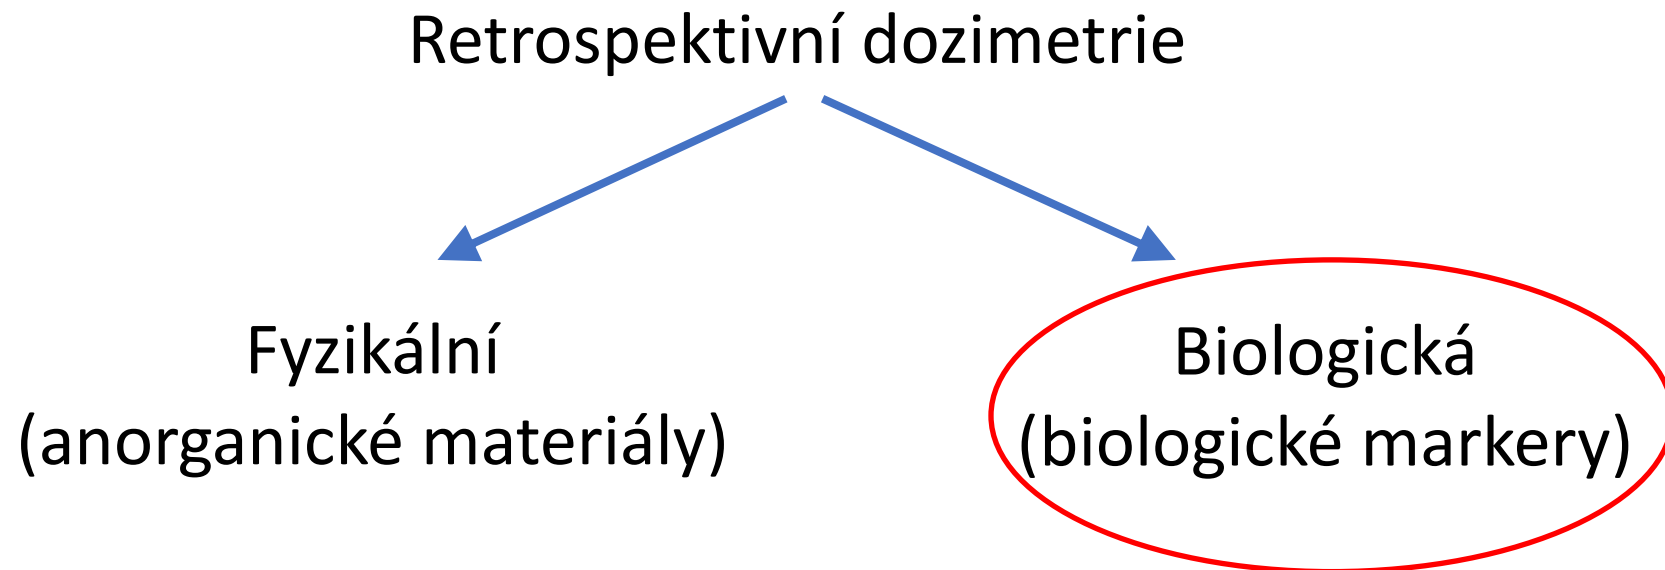 Retrospektivní dozimetrie
Fyzikální
(anorganické materiály)
Biologická
(biologické markery)